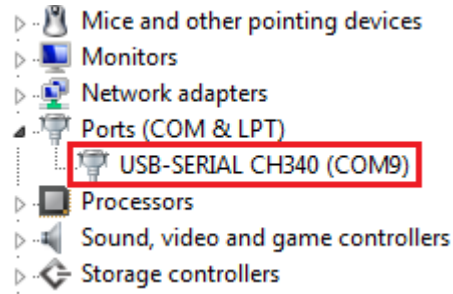 Mice and other pointing devices
Monitors
Network adapters
Ports (COM & LPT)
USB-SERIAL CH340 (COM9)
Processors
Sound, video and game controllers
Storage controllers